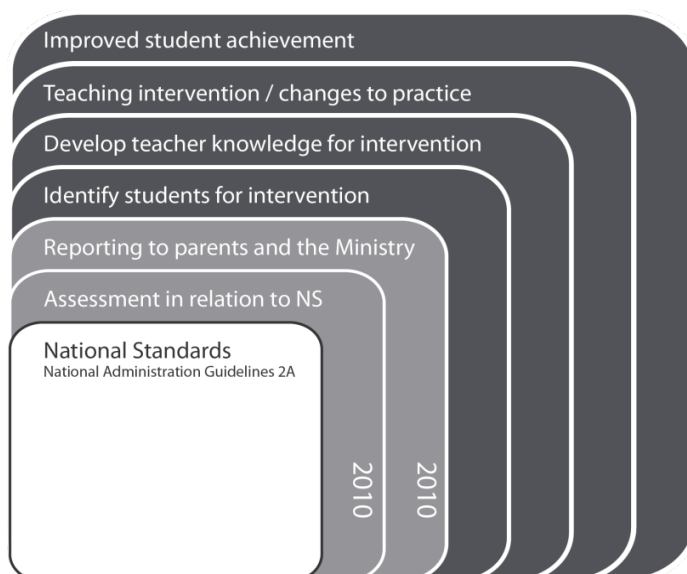 Improved student achievement
Teaching intervention / changes to practice
Develop teacher knowledge for intervention
Identify students for intervention
Reporting to parents and the Ministry
Assessment in relation to NS
National Standards
National Administration Guidelines 2A
2010
2010